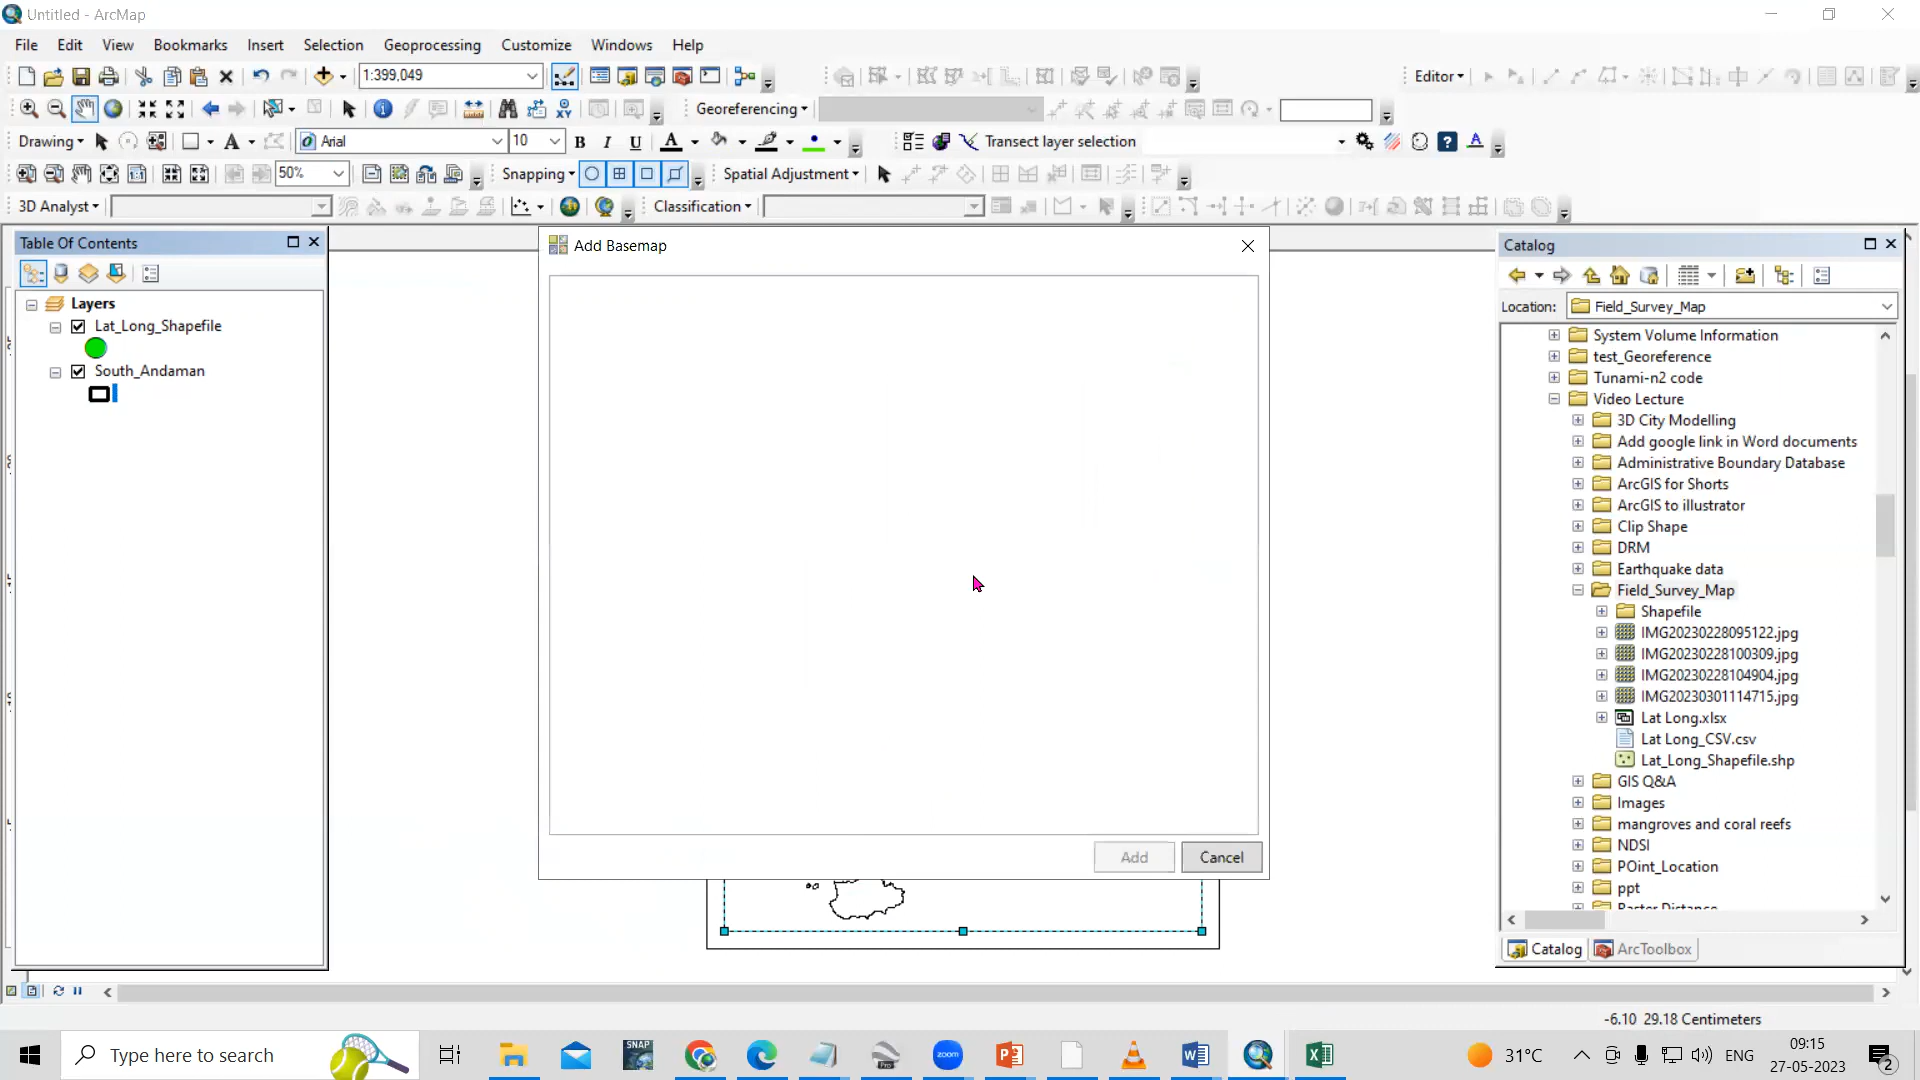 Untitled - ArcMap
File Edit View Bookmarks Insert Selection Geoprocessing Customize Windows Help
1:399,049
Editor
Georeferencing
Drawing Arial 10 B I U A Transect layer selection
50% Snapping Spatial Adjustment
3D Analyst Classification
Table Of Contents
Layers
Lat_Long_Shapefile
South_Andaman
Add Basemap
Add Cancel
Catalog
Location: Field_Survey_Map
System Volume Information
test_Georeference
Tunami-n2 code
Video Lecture
3D City Modelling
Add google link in Word documents
Administrative Boundary Database
ArcGIS for Shorts
ArcGIS to illustrator
Clip Shape
DRM
Earthquake data
Field_Survey_Map
Shapefile
IMG20230228095122.jpg
IMG20230228100309.jpg
IMG20230228104904.jpg
IMG20230301114715.jpg
Lat Long.xlsx
Lat Long_CSV.csv
Lat_Long_Shapefile.shp
GIS Q&A
Images
mangroves and coral reefs
NDSI
POint_Location
ppt
Raster Distance
Catalog ArcToolbox
-6.10 29.18 Centimeters
Type here to search
SNAP
zoom
31°C
ENG
09:15
27-05-2023
2